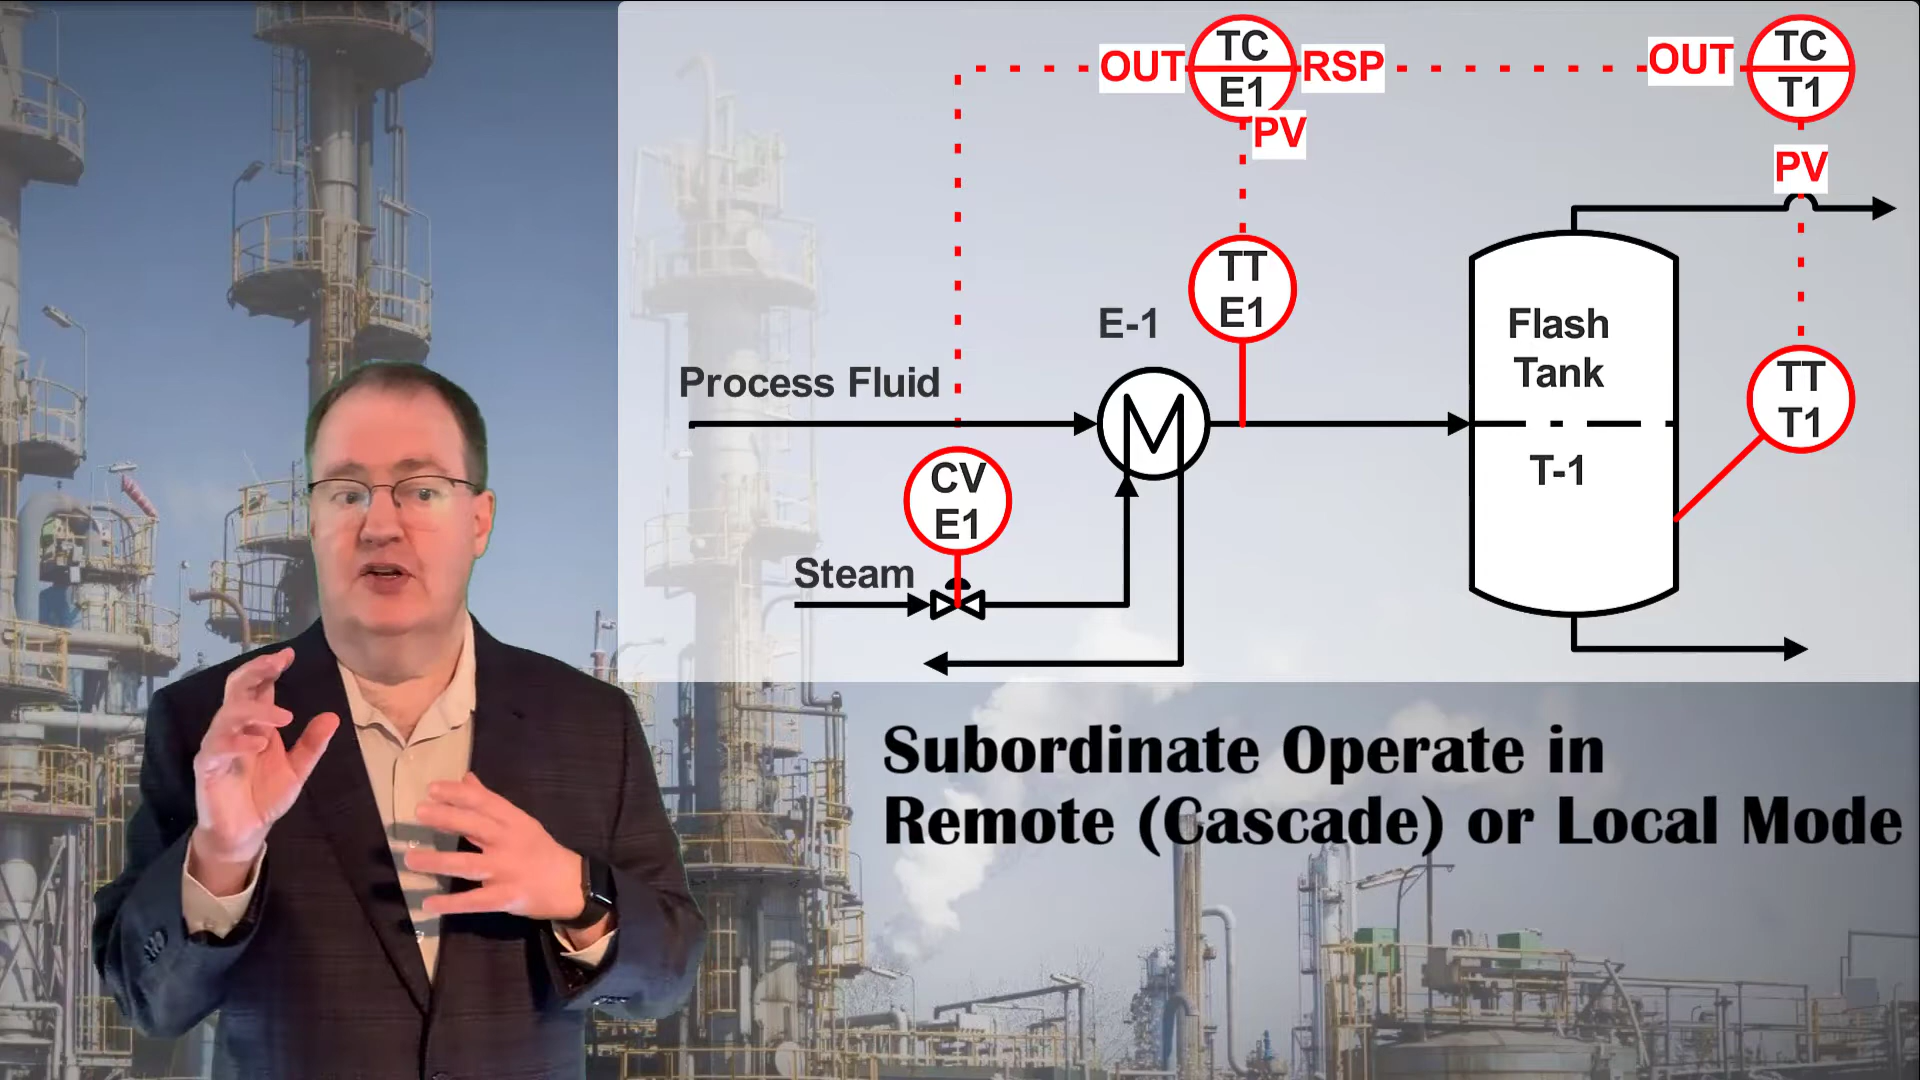 TC
E1
OUT
RSP
PV
OUT
TC
T1
PV
TT
E1
E-1
Process Fluid
Flash
Tank
T-1
TT
T1
CV
E1
Steam
Subordinate Operate in
Remote (Cascade) or Local Mode